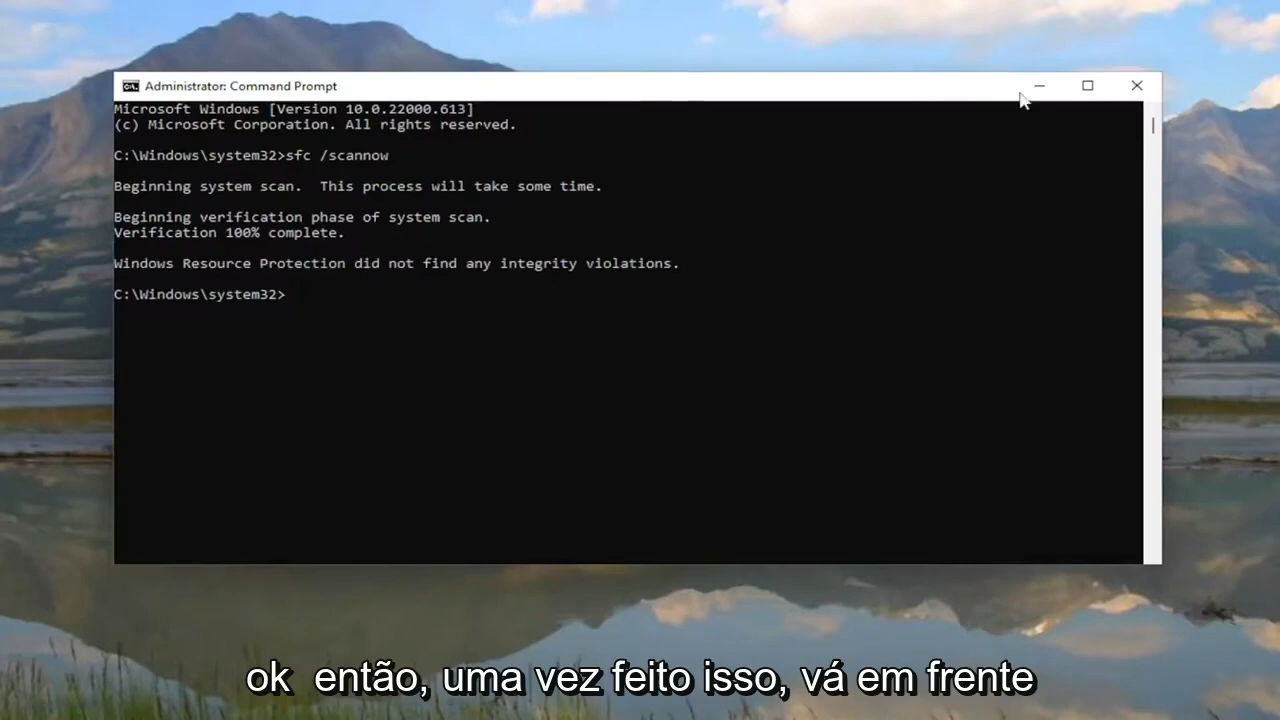 Administrator: Command Prompt
Microsoft Windows [Version 10.0.22000.613]
(c) Microsoft Corporation. All rights reserved.
C:\Windows\system32>sfc /scannow
Beginning system scan.  This process will take some time.
Beginning verification phase of system scan.
Verification 100% complete.
Windows Resource Protection did not find any integrity violations.
C:\Windows\system32>
ok  então, uma vez feito isso, vá em frente